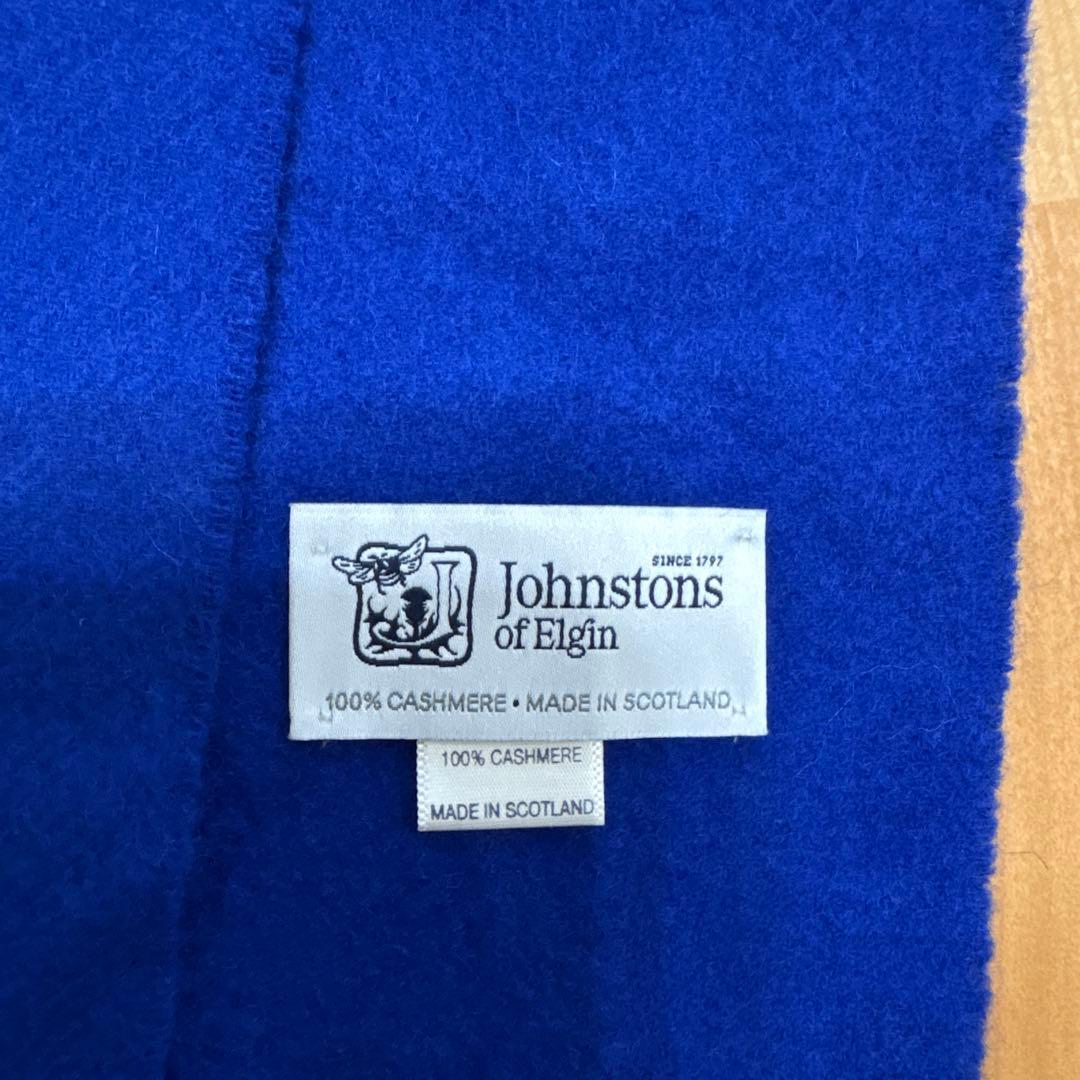 SINCE 1797
Johnstons
of Elgin
100% CASHMERE • MADE IN SCOTLAND
100% CASHMERE
MADE IN SCOTLAND